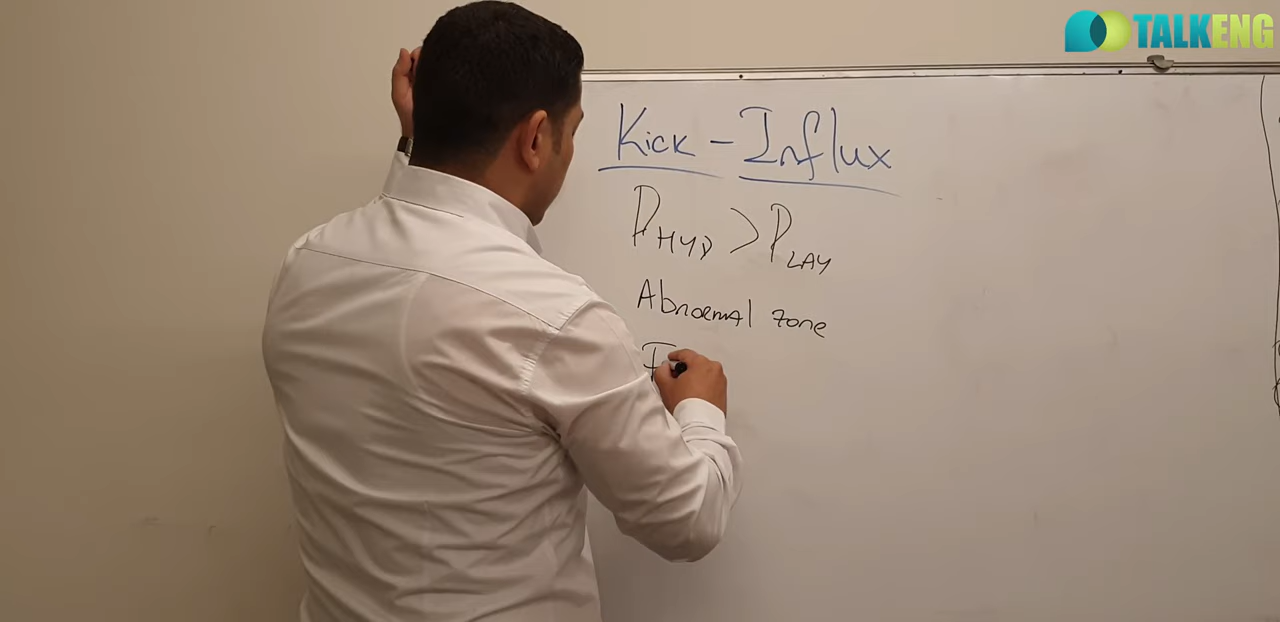 TALKENG
Kick - Influx
PHYD > PLAY
Abnormal zone
F